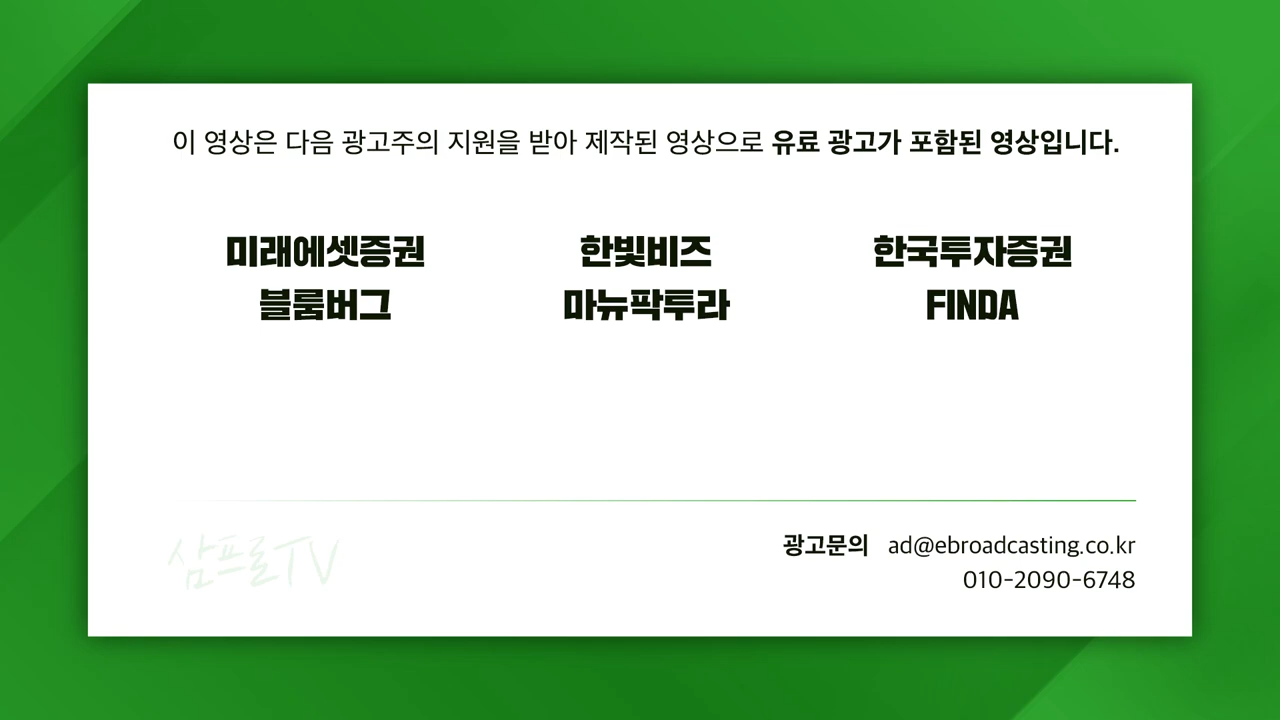 이 영상은 다음 광고주의 지원을 받아 제작된 영상으로 유료 광고가 포함된 영상입니다.
미래에셋증권 한빛비즈 한국투자증권
블룸버그 마뉴팍투라 FINDA
삼프로TV
광고문의 ad@ebroadcasting.co.kr
010-2090-6748